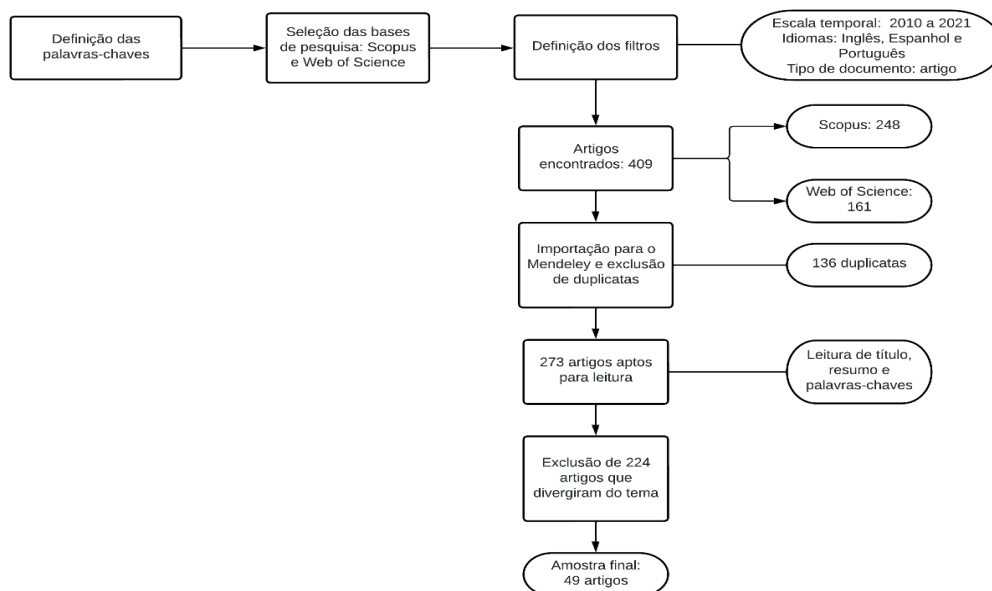 Definição das
palavras-chaves
Seleção das bases
de pesquisa: Scopus
e Web of Science
Definição dos filtros
Escala temporal: 2010 a 2021
Idiomas: Inglês, Espanhol e
Português
Tipo de documento: artigo
Artigos
encontrados: 409
Scopus: 248
Web of Science:
161
Importação para o
Mendeley e exclusão
de duplicatas
136 duplicatas
273 artigos aptos
para leitura
Leitura de título,
resumo e
palavras-chaves
Exclusão de 224
artigos que
divergiram do tema
Amostra final:
49 artigos